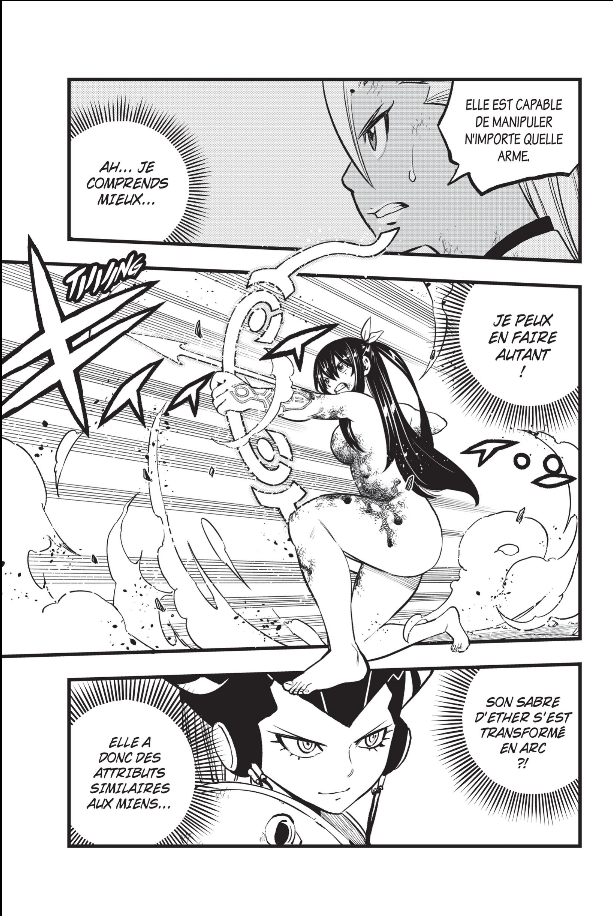 ELLE EST CAPABLE
DE MANIPULER
N'IMPORTE QUELLE
ARME.
AH... JE
COMPRENDS
MIEUX...
JE PEUX
EN FAIRE
AUTANT
!
SON SABRE
D'ETHER S'EST
TRANSFORMÉ
EN ARC
?!
ELLE A
DONC DES
ATTRIBUTS
SIMILAIRES
AUX MIENS...